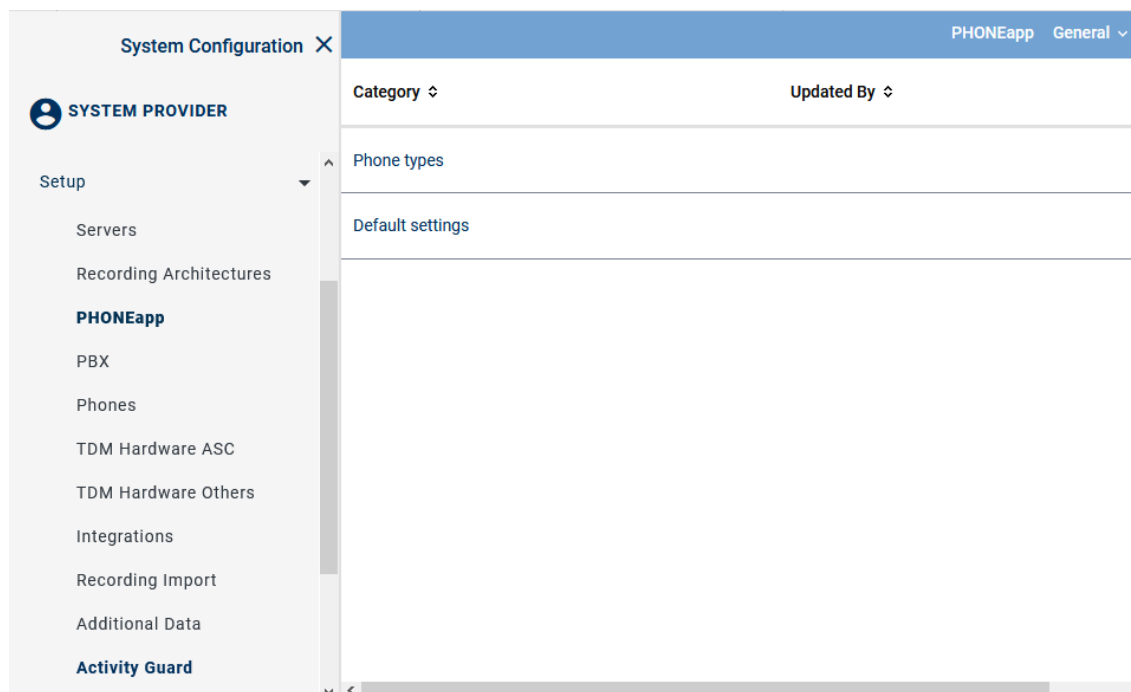 System Configuration
PHONEapp General
SYSTEM PROVIDER
Category Updated By
Setup
Phone types
Default settings
Servers
Recording Architectures
PHONEapp
PBX
Phones
TDM Hardware ASC
TDM Hardware Others
Integrations
Recording Import
Additional Data
Activity Guard